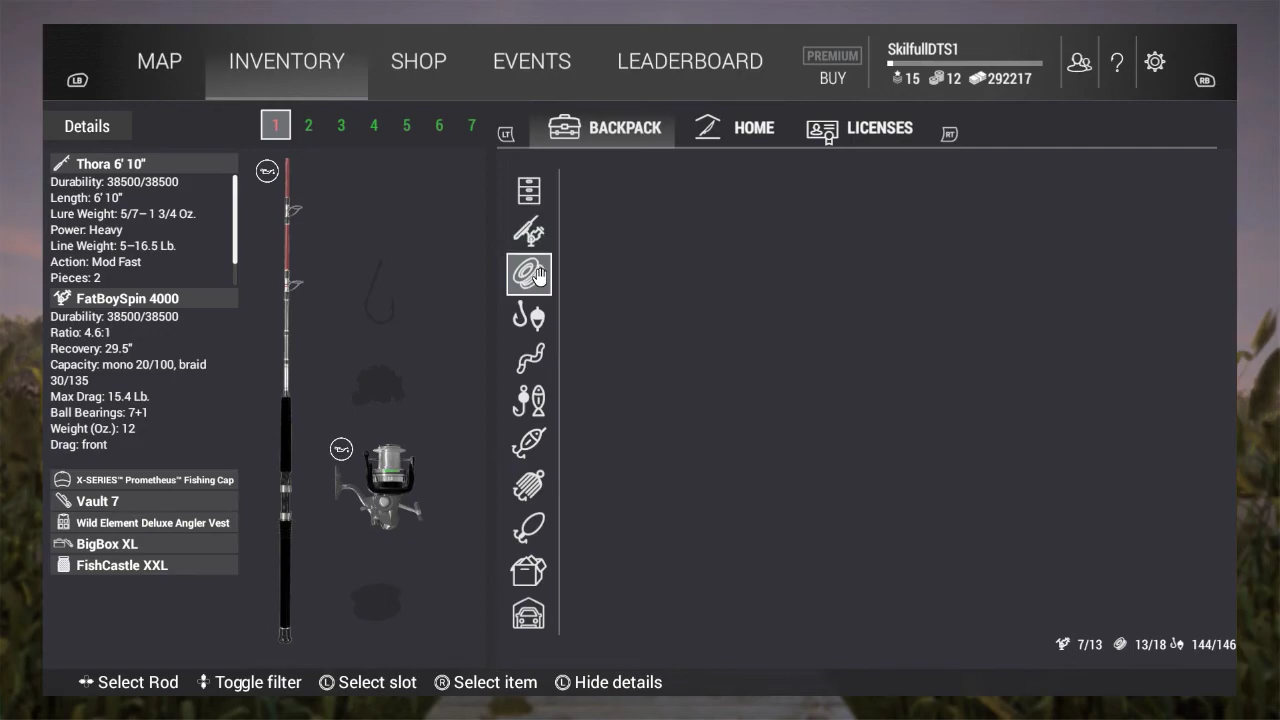 MAP
INVENTORY
SHOP
EVENTS
LEADERBOARD
PREMIUM
BUY
SkilfullDTS1
15 12 292217
?
LB
RB
Details
1 2 3 4 5 6 7
LT
BACKPACK
HOME
LICENSES
RT
Thora 6' 10"
Durability: 38500/38500
Length: 6' 10"
Lure Weight: 5/7– 1 3/4 Oz.
Power: Heavy
Line Weight: 5–16.5 Lb.
Action: Mod Fast
Pieces: 2
FatBoySpin 4000
Durability: 38500/38500
Ratio: 4.6:1
Recovery: 29.5"
Capacity: mono 20/100, braid
30/135
Max Drag: 15.4 Lb.
Ball Bearings: 7+1
Weight (Oz.): 12
Drag: front
X-SERIES™ Prometheus™ Fishing Cap
Vault 7
Wild Element Deluxe Angler Vest
BigBox XL
FishCastle XXL
7/13 13/18 144/146
Select Rod
Toggle filter
L Select slot
R Select item
L Hide details